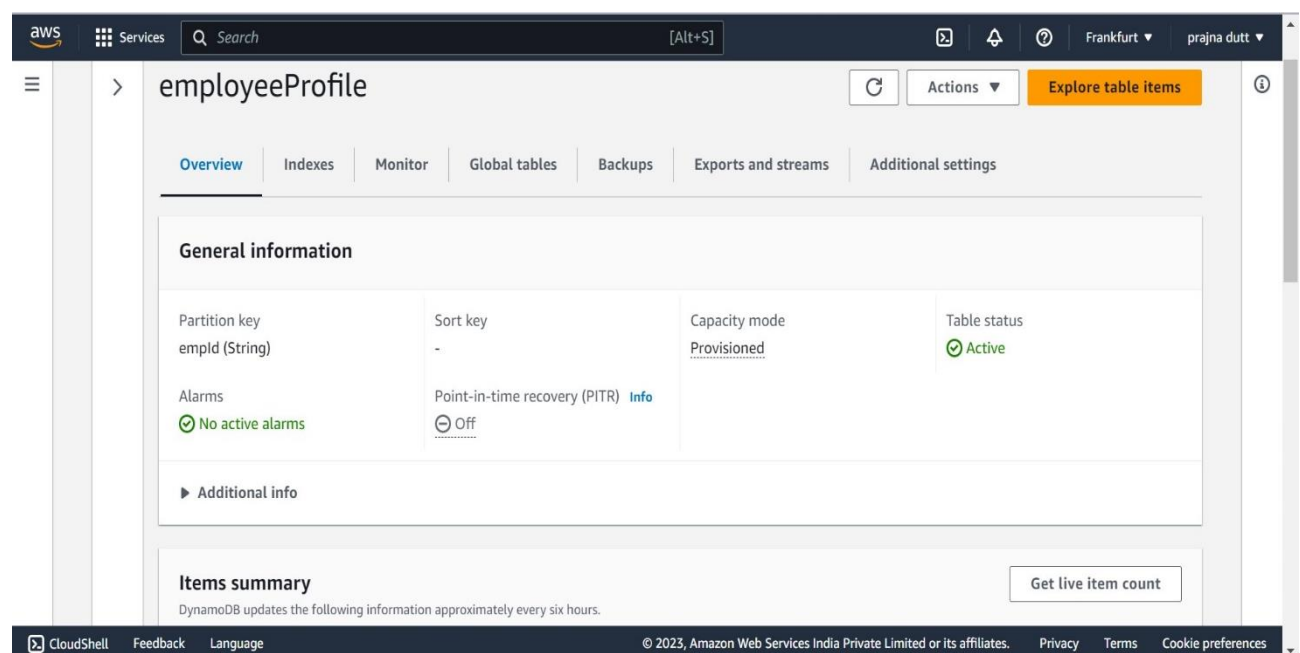 aws Services Search [Alt+S] Frankfurt ▼ prajna dutt ▼
employeeProfile Actions ▼ Explore table items
Overview Indexes Monitor Global tables Backups Exports and streams Additional settings
General information
Partition key Sort key Capacity mode Table status
empId (String) - Provisioned Active
Alarms Point-in-time recovery (PITR) Info
No active alarms Off
Additional info
Items summary Get live item count
DynamoDB updates the following information approximately every six hours.
CloudShell Feedback Language © 2023, Amazon Web Services India Private Limited or its affiliates. Privacy Terms Cookie preferences